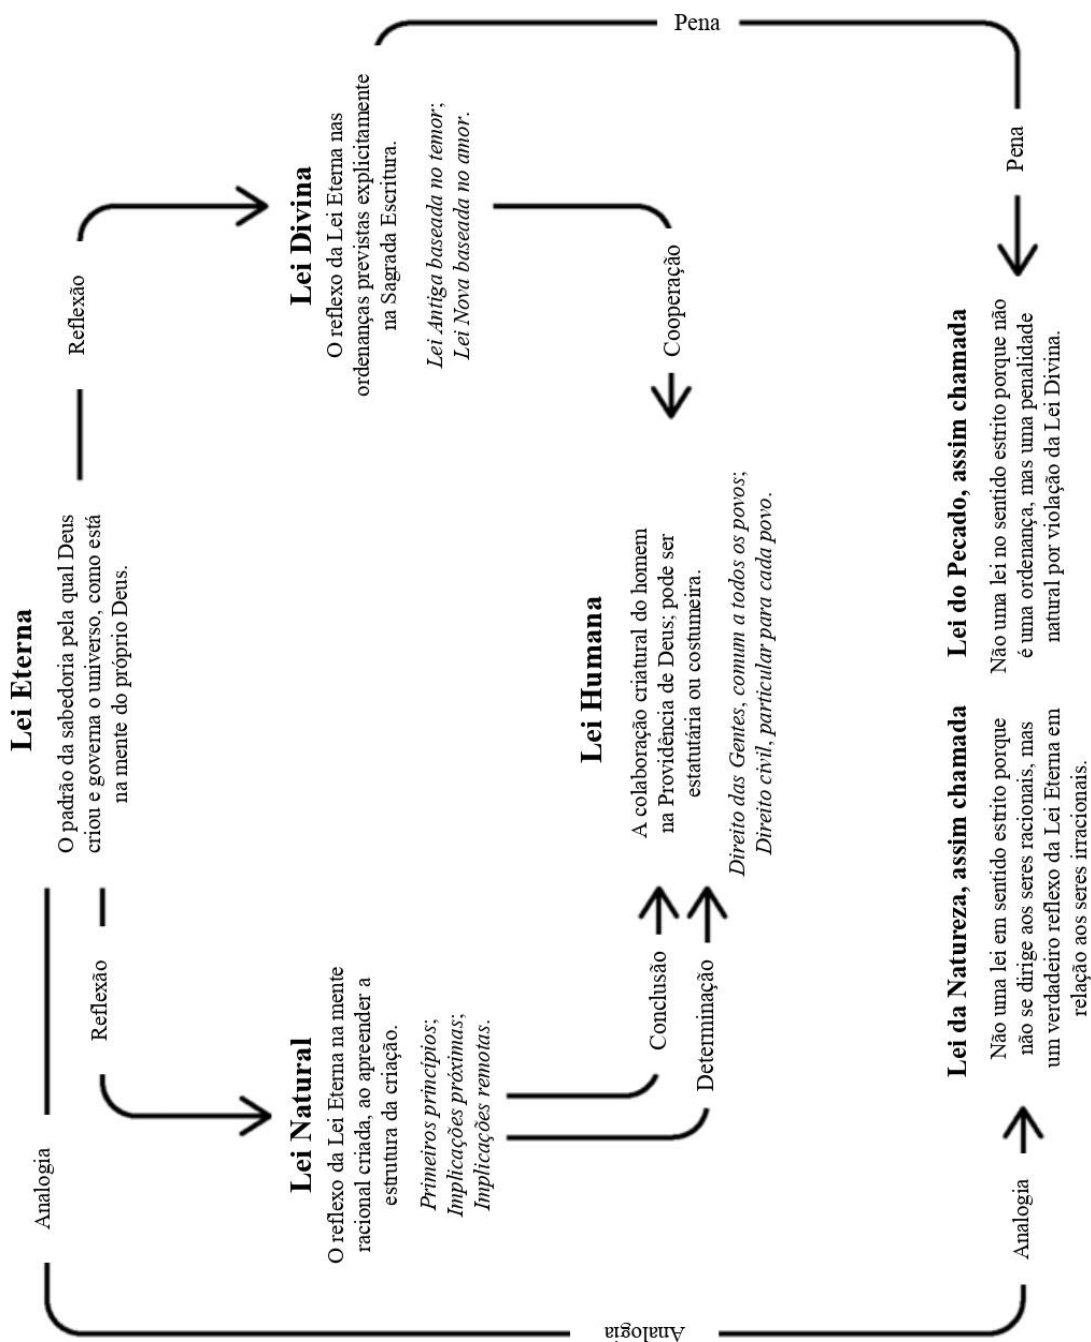 Lei Eterna
O padrão da sabedoria pela qual Deus
criou e governa o universo, como está
na mente do próprio Deus.
Analogia
Reflexão
Reflexão
Lei Natural
O reflexo da Lei Eterna na mente
racional criada, ao apreender a
estrutura da criação.
Primeiros princípios;
Implicações próximas;
Implicações remotas.
Lei Divina
O reflexo da Lei Eterna nas
ordenanças previstas explicitamente
na Sagrada Escritura.
Lei Antiga baseada no temor;
Lei Nova baseada no amor.
Conclusão
Determinação
Cooperação
Lei Humana
A colaboração criatural do homem
na Providência de Deus; pode ser
estatutária ou costumeira.
Direito das Gentes, comum a todos os povos;
Direito civil, particular para cada povo.
Analogia
Pena
Analogia
Lei da Natureza, assim chamada
Não uma lei em sentido estrito porque
não se dirige aos seres racionais, mas
um verdadeiro reflexo da Lei Eterna em
relação aos seres irracionais.
Lei do Pecado, assim chamada
Não uma lei no sentido estrito porque não
é uma ordenança, mas uma penalidade
natural por violação da Lei Divina.
Pena